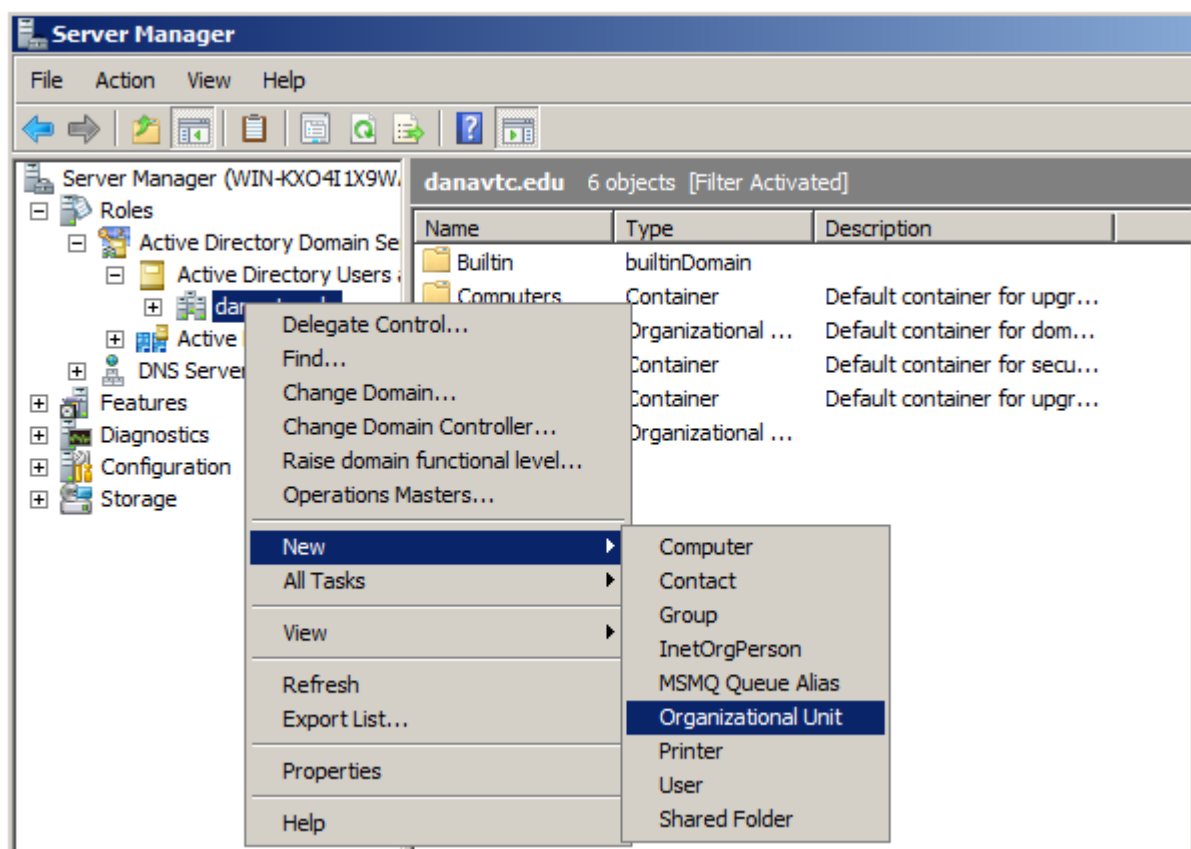 Server Manager
File Action View Help
Server Manager (WIN-KXO4I1X9W
Roles
Active Directory Domain Se
Active Directory Users
Active
DNS Server
Features
Diagnostics
Configuration
Storage
danavtc.edu 6 objects [Filter Activated]
Name Type Description
Builtin builtinDomain
Computers Container Default container for upgr...
Organizational ... Default container for dom...
Container Default container for secu...
Container Default container for upgr...
Organizational ...
Delegate Control...
Find...
Change Domain...
Change Domain Controller...
Raise domain functional level...
Operations Masters...
New
All Tasks
View
Refresh
Export List...
Properties
Help
Computer
Contact
Group
InetOrgPerson
MSMQ Queue Alias
Organizational Unit
Printer
User
Shared Folder